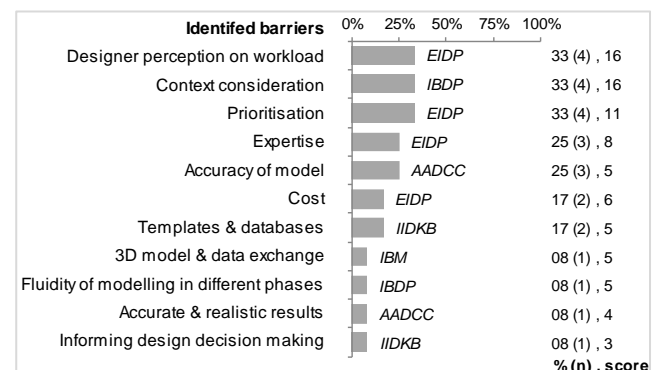 Identifed barriers 0% 25% 50% 75% 100%
Designer perception on workload EIDP 33 (4) , 16
Context consideration IBDP 33 (4) , 16
Prioritisation EIDP 33 (4) , 11
Expertise EIDP 25 (3) , 8
Accuracy of model AADCC 25 (3) , 5
Cost EIDP 17 (2) , 6
Templates & databases IIDKB 17 (2) , 5
3D model & data exchange IBM 08 (1) , 5
Fluidity of modelling in different phases IBDP 08 (1) , 5
Accurate & realistic results AADCC 08 (1) , 4
Informing design decision making IIDKB 08 (1) , 3
% (n) , score